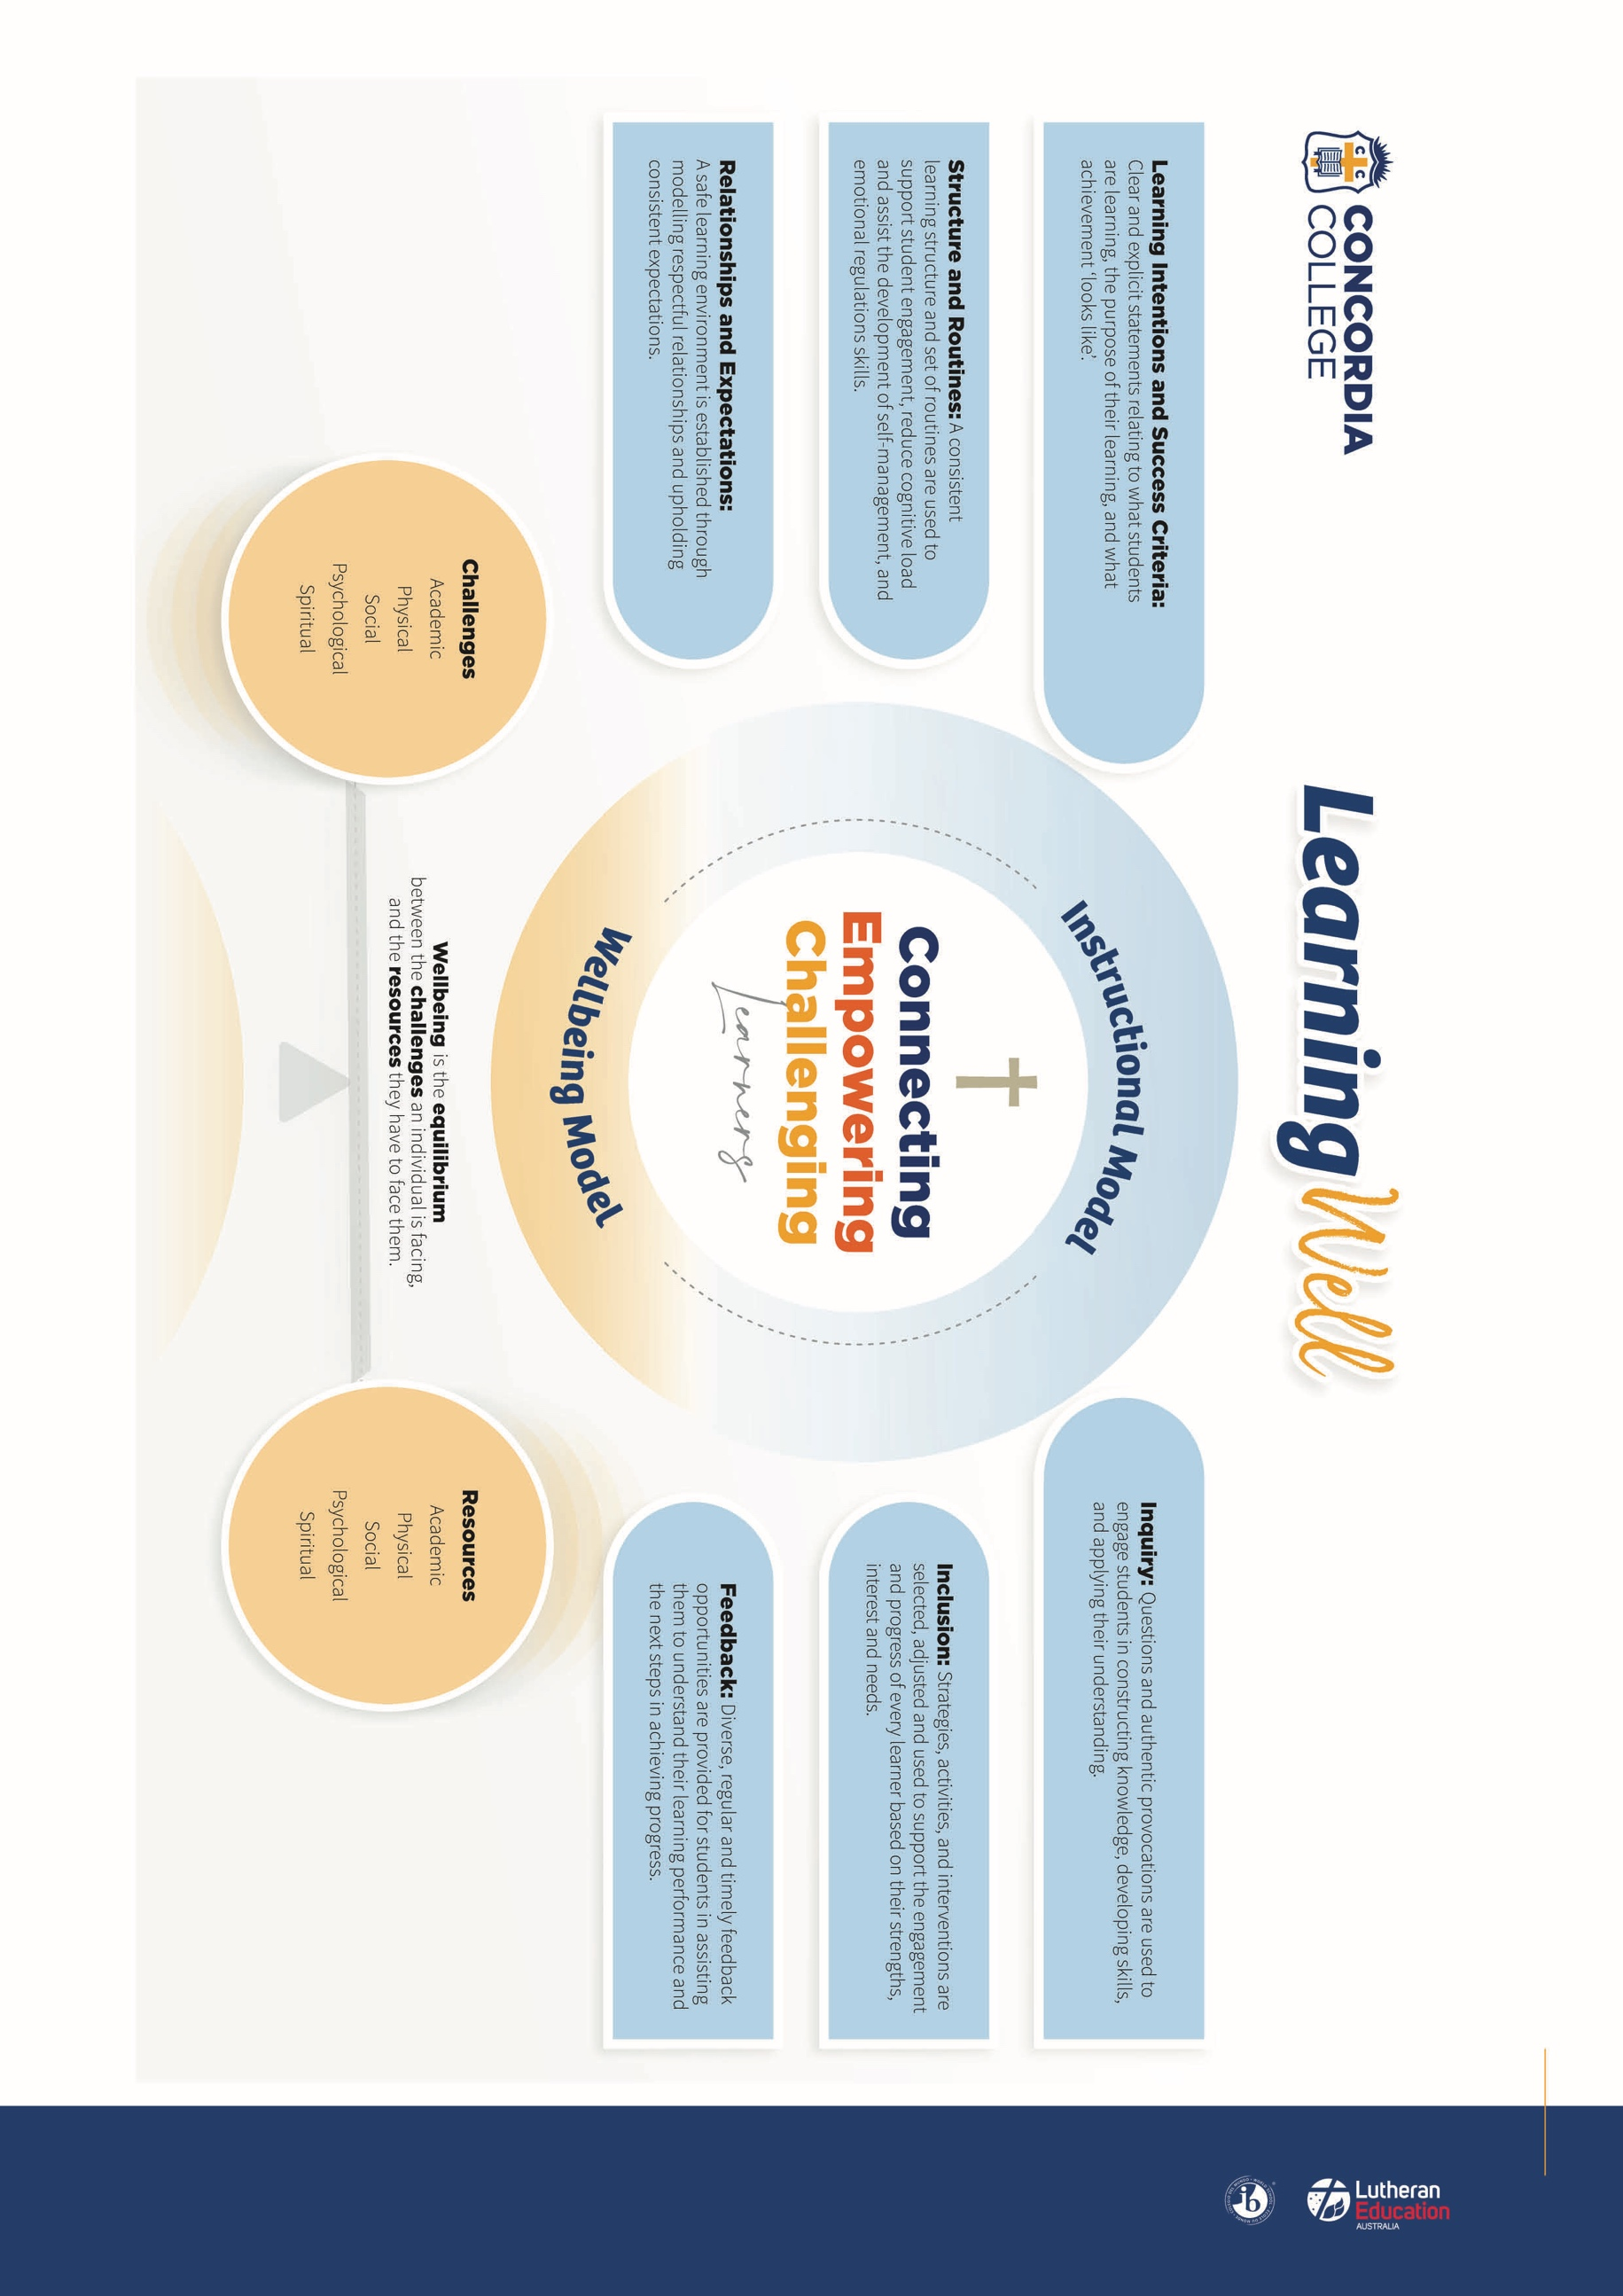 CONCORDIA
COLLEGE
Learning Well
Learning Intentions and Success Criteria:
Clear and explicit statements relating to what students
are learning, the purpose of their learning, and what
achievement ‘looks like’.
Structure and Routines: A consistent
learning structure and set of routines are used to
support student engagement, reduce cognitive load
and assist the development of self-management, and
emotional regulations skills.
Relationships and Expectations:
A safe learning environment is established through
modelling respectful relationships and upholding
consistent expectations.
Instructional Model
Connecting
Empowering
Challenging
Learners
Wellbeing Model
Inquiry: Questions and authentic provocations are used to
engage students in constructing knowledge, developing skills,
and applying their understanding.
Inclusion: Strategies, activities, and interventions are
selected, adjusted and used to support the engagement
and progress of every learner based on their strengths,
interest and needs.
Feedback: Diverse, regular and timely feedback
opportunities are provided for students in assisting
them to understand their learning performance and
the next steps in achieving progress.
Challenges
Academic
Physical
Social
Psychological
Spiritual
Wellbeing is the equilibrium
between the challenges an individual is facing,
and the resources they have to face them.
Resources
Academic
Physical
Social
Psychological
Spiritual
Lutheran
Education
AUSTRALIA
ib